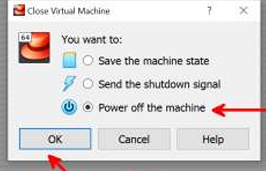 Close Virtual Machine
64
You want to:
Save the machine state
Send the shutdown signal
Power off the machine
OK
Cancel
Help